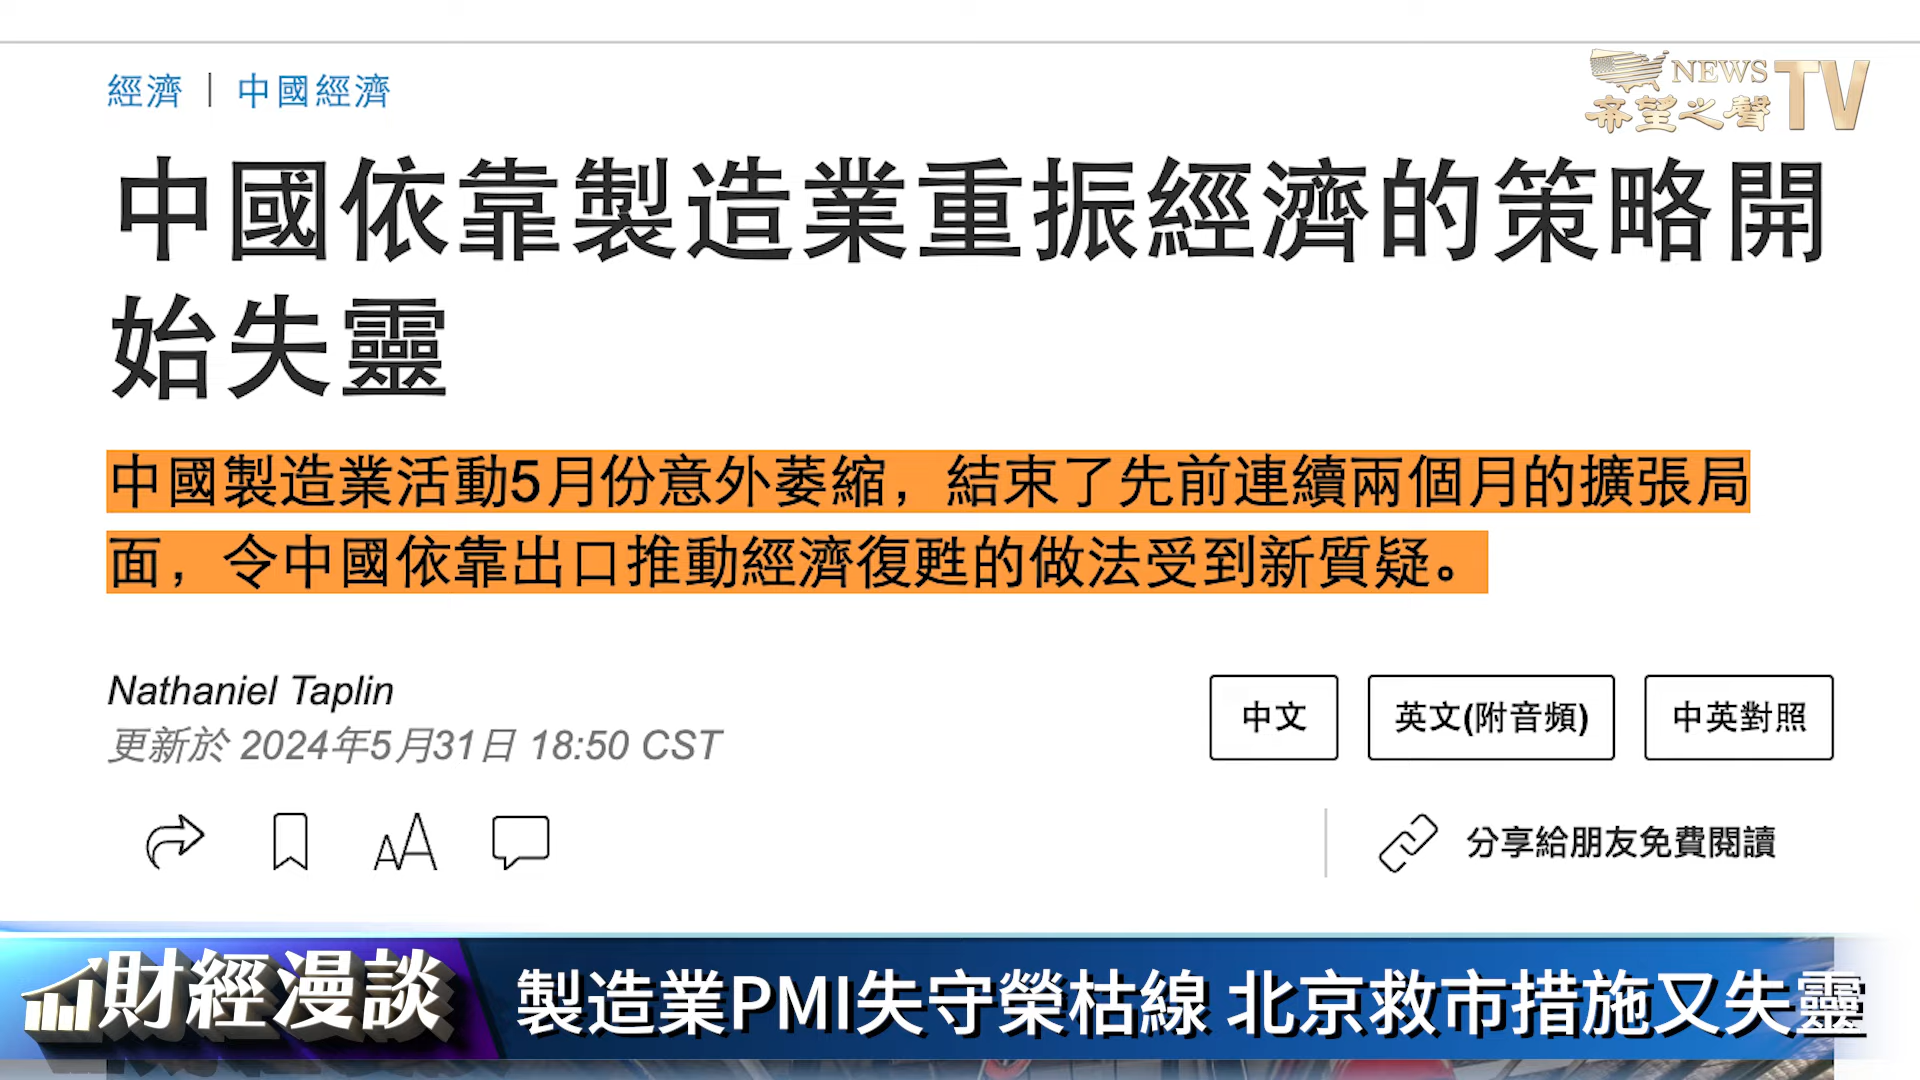 經濟 | 中國經濟
NEWS
希望之聲
TV
中國依靠製造業重振經濟的策略開
始失靈
中國製造業活動5月份意外萎縮，結束了先前連續兩個月的擴張局
面，令中國依靠出口推動經濟復甦的做法受到新質疑。
Nathaniel Taplin
更新於 2024年5月31日 18:50 CST
中文
英文(附音頻)
中英對照
AA
分享給朋友免費閱讀
財經漫談
製造業PMI失守榮枯線 北京救市措施又失靈